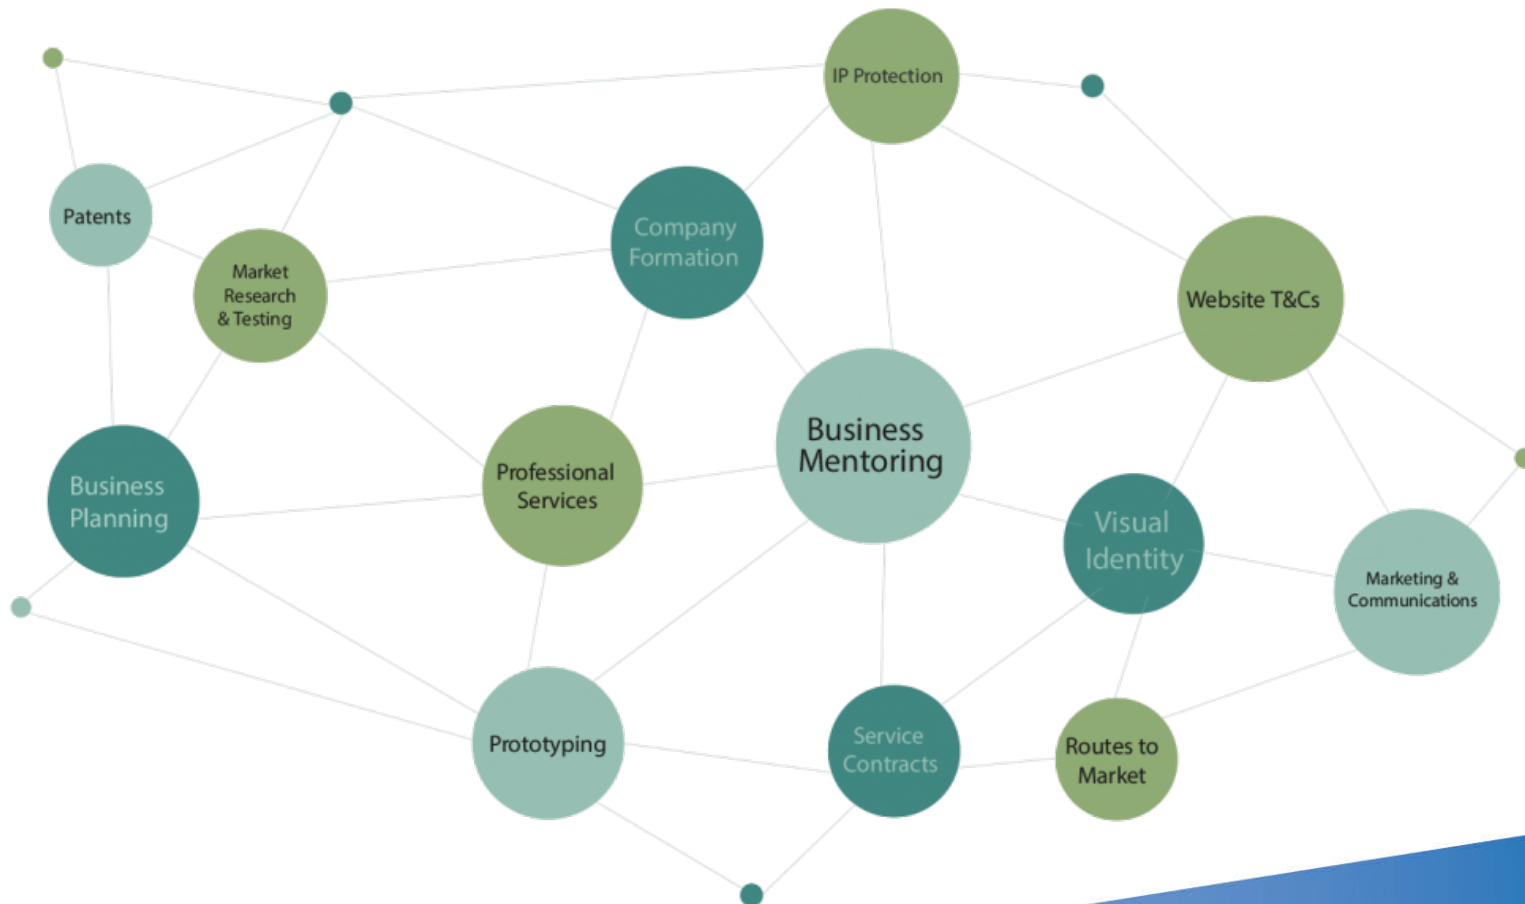 IP Protection
Patents
Company
Formation
Market
Research
& Testing
Website T&Cs
Business
Mentoring
Professional
Services
Business
Planning
Visual
Identity
Marketing &
Communications
Prototyping
Service
Contracts
Routes to
Market